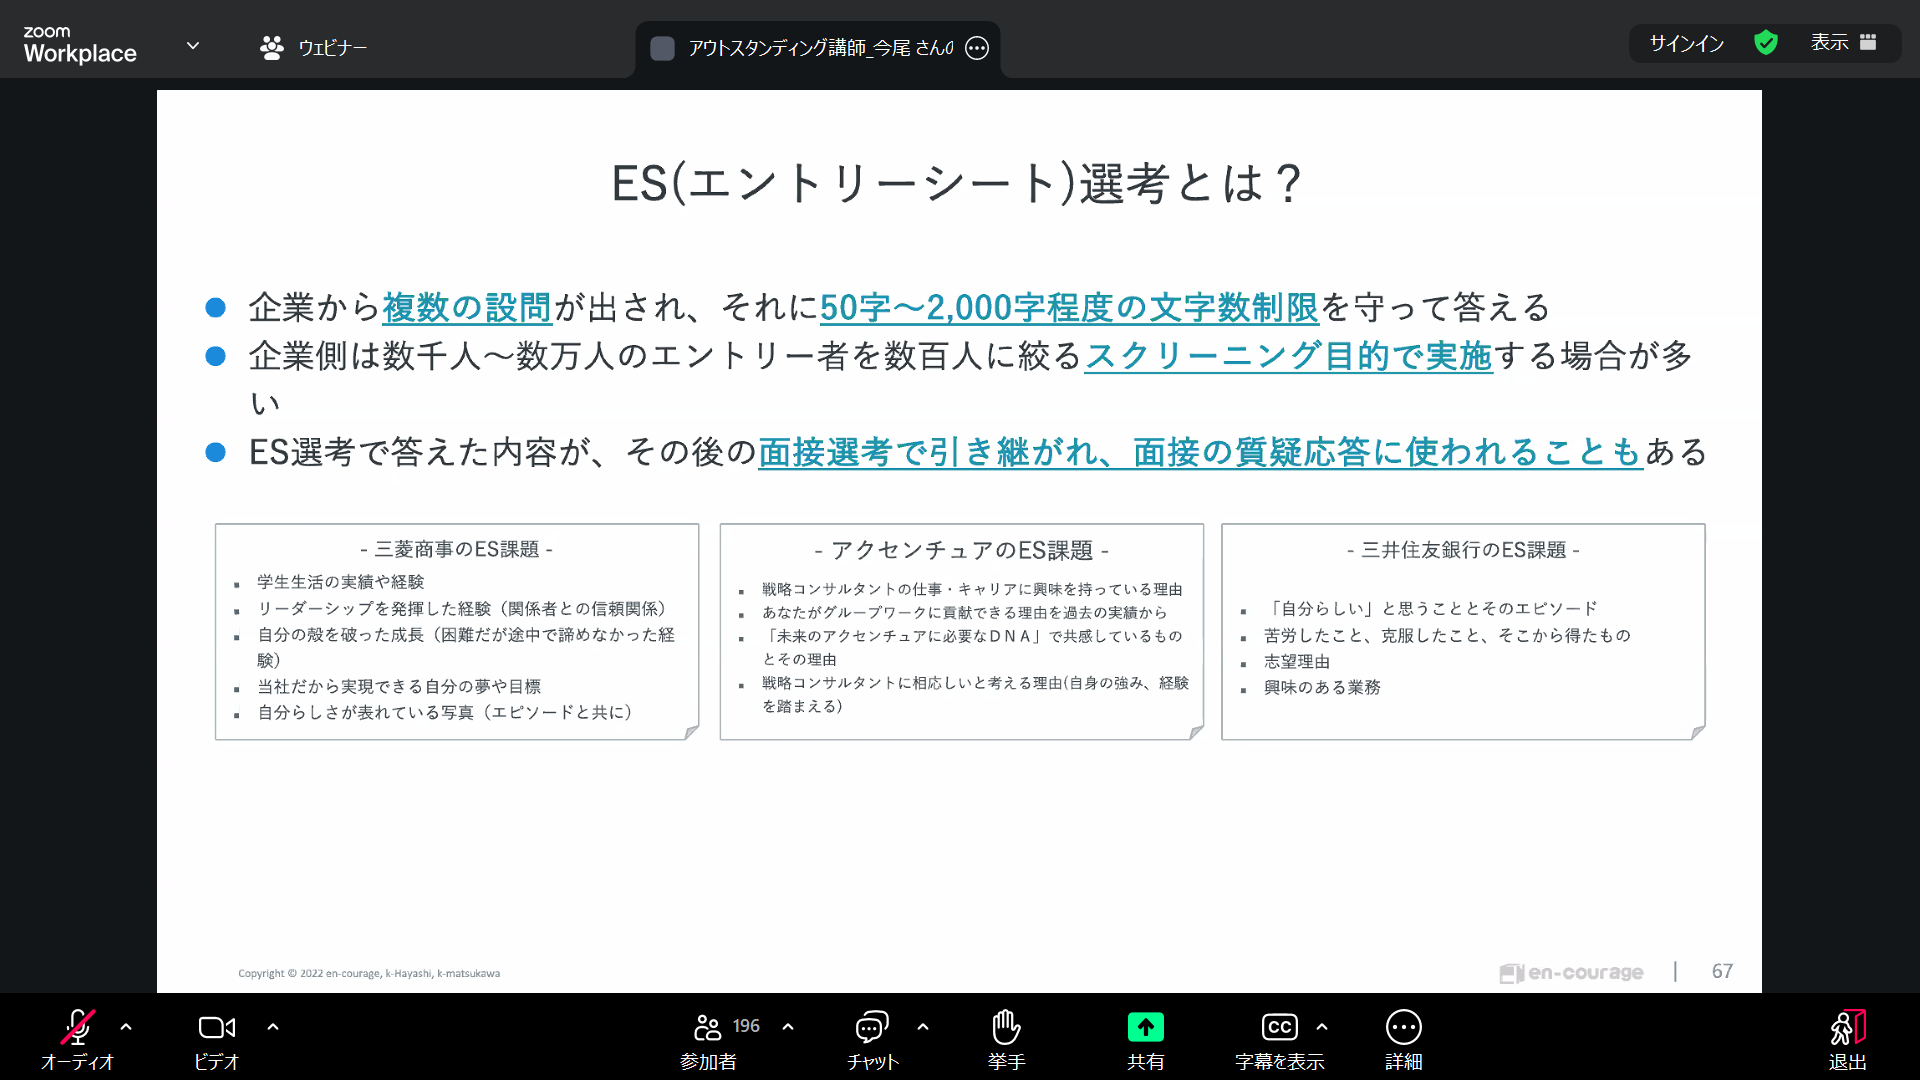 zoom
Workplace
ウェビナー
アウトスタンディング講師_今尾 さんの
サインイン
表示
ES(エントリーシート)選考とは？
企業から複数の設問が出され、それに50字～2,000字程度の文字数制限を守って答える
企業側は数千人～数万人のエントリー者を数百人に絞るスクリーニング目的で実施する場合が多
い
ES選考で答えた内容が、その後の面接選考で引き継がれ、面接の質疑応答に使われることもある
- 三菱商事のES課題 -
学生生活の実績や経験
リーダーシップを発揮した経験（関係者との信頼関係）
自分の殻を破った成長（困難だが途中で諦めなかった経
験）
当社だから実現できる自分の夢や目標
自分らしさが表れている写真（エピソードと共に）
- アクセンチュアのES課題 -
戦略コンサルタントの仕事・キャリアに興味を持っている理由
あなたがグループワークに貢献できる理由を過去の実績から
「未来のアクセンチュアに必要なＤＮＡ」で共感しているもの
とその理由
戦略コンサルタントに相応しいと考える理由(自身の強み、経験
を踏まえる）
- 三井住友銀行のES課題 -
「自分らしい」と思うこととそのエピソード
苦労したこと、克服したこと、そこから得たもの
志望理由
興味のある業務
Copyright © 2022 en-courage, k-Hayashi, k-matsukawa
en-courage | 67
オーディオ
ビデオ
196
参加者
チャット
挙手
共有
CC
字幕を表示
詳細
退出